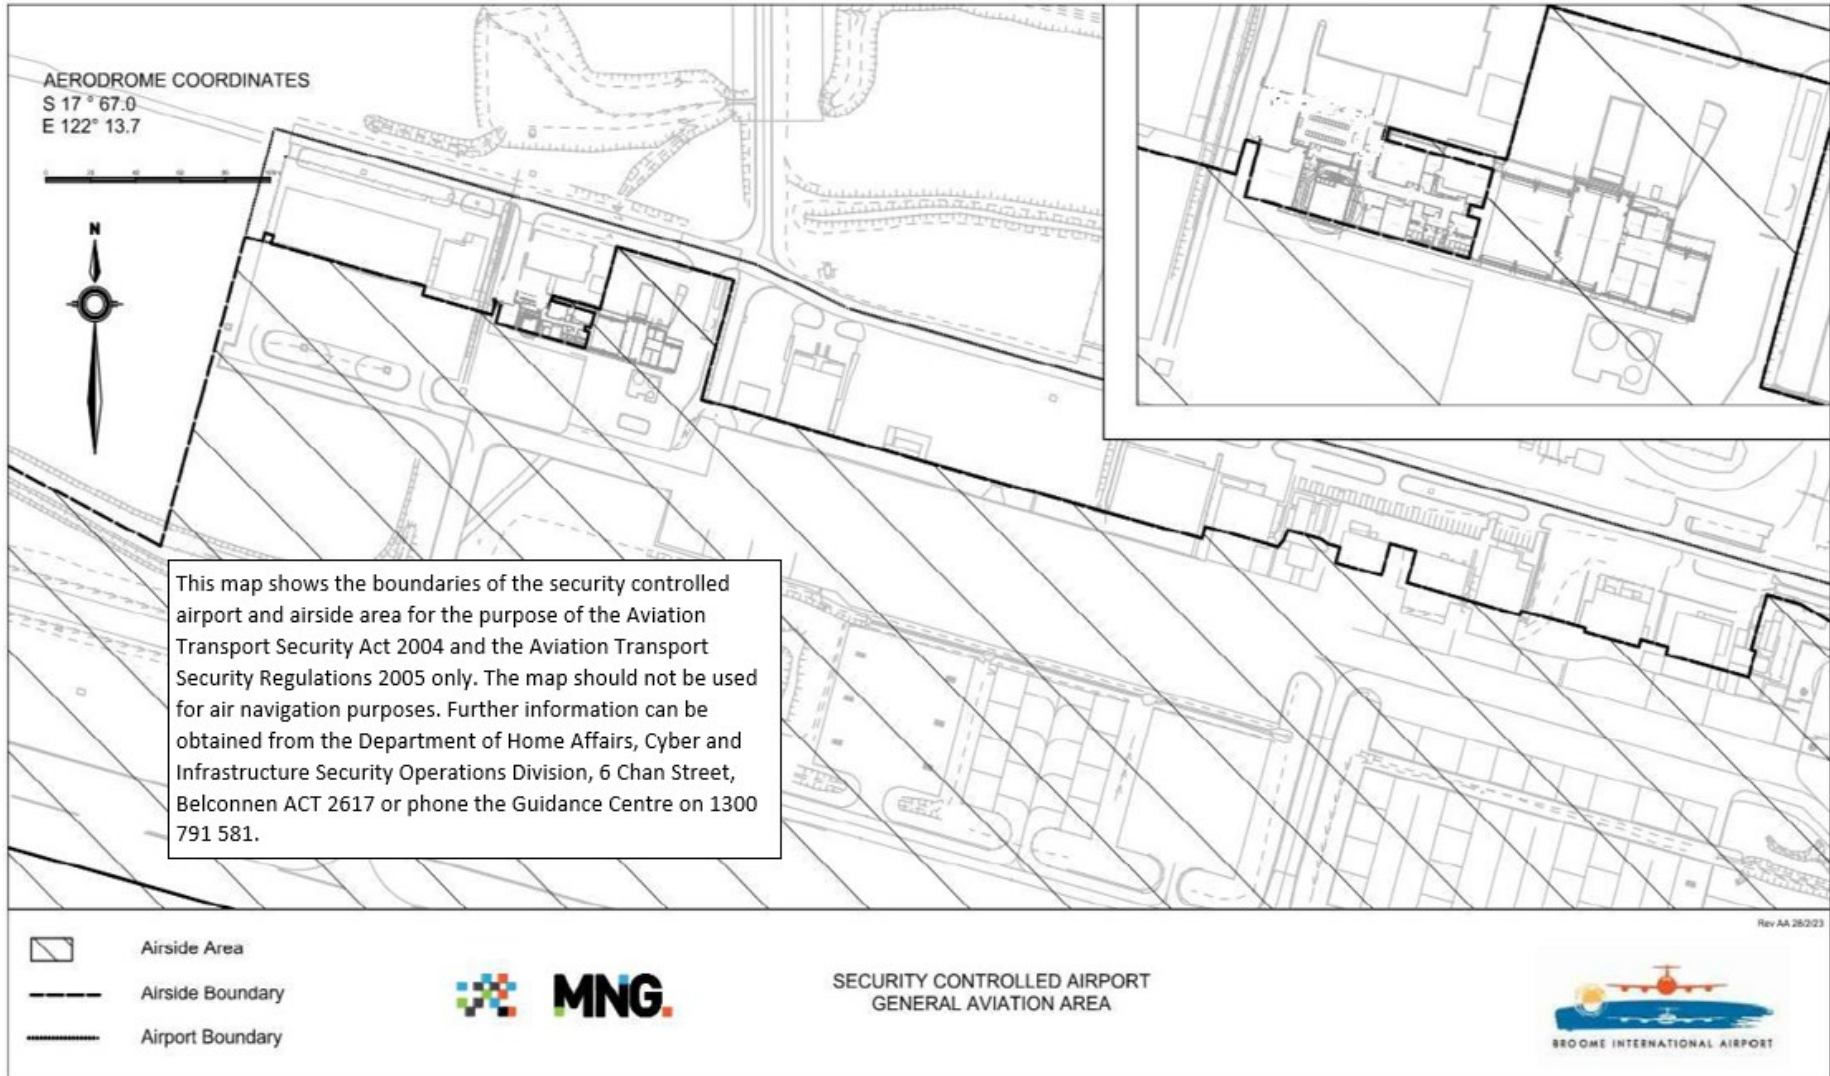 AERODROME COORDINATES
S 17 ° 67.0
E 122° 13.7
N
This map shows the boundaries of the security controlled
airport and airside area for the purpose of the Aviation
Transport Security Act 2004 and the Aviation Transport
Security Regulations 2005 only. The map should not be used
for air navigation purposes. Further information can be
obtained from the Department of Home Affairs, Cyber and
Infrastructure Security Operations Division, 6 Chan Street,
Belconnen ACT 2617 or phone the Guidance Centre on 1300
791 581.
Rev AA 28/2/23
Airside Area
Airside Boundary
Airport Boundary
MNG.
SECURITY CONTROLLED AIRPORT
GENERAL AVIATION AREA
BROOME INTERNATIONAL AIRPORT